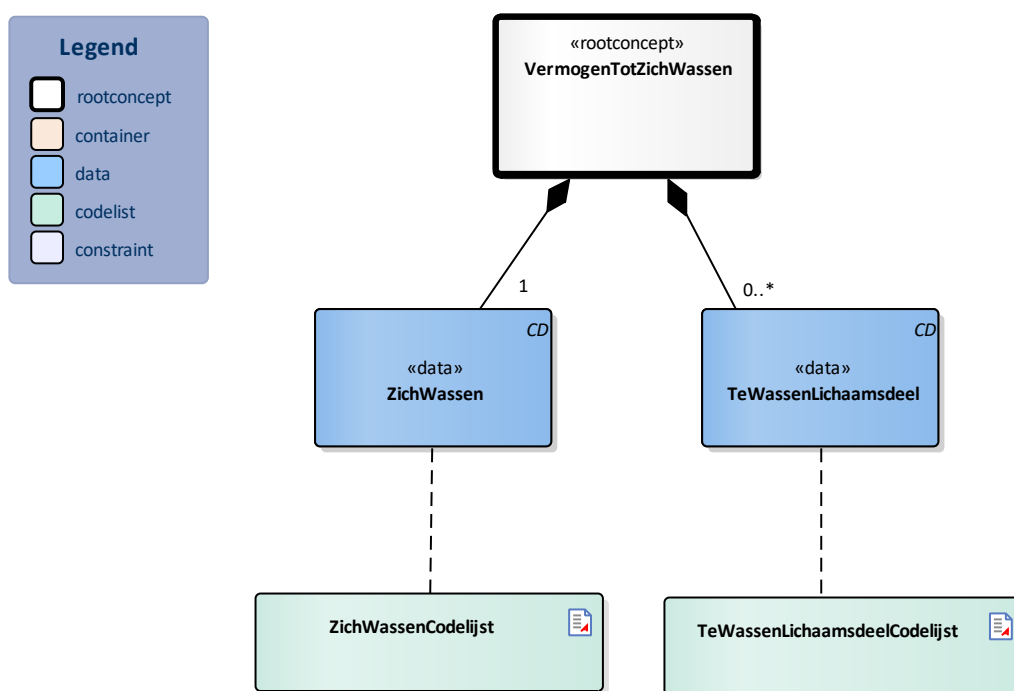 Legend
rootconcept
container
data
codelist
constraint
«rootconcept»
VermogenTotZichWassen
1
0..*
CD
«data»
ZichWassen
CD
«data»
TeWassenLichaamsdeel
ZichWassenCodelijst
TeWassenLichaamsdeelCodelijst